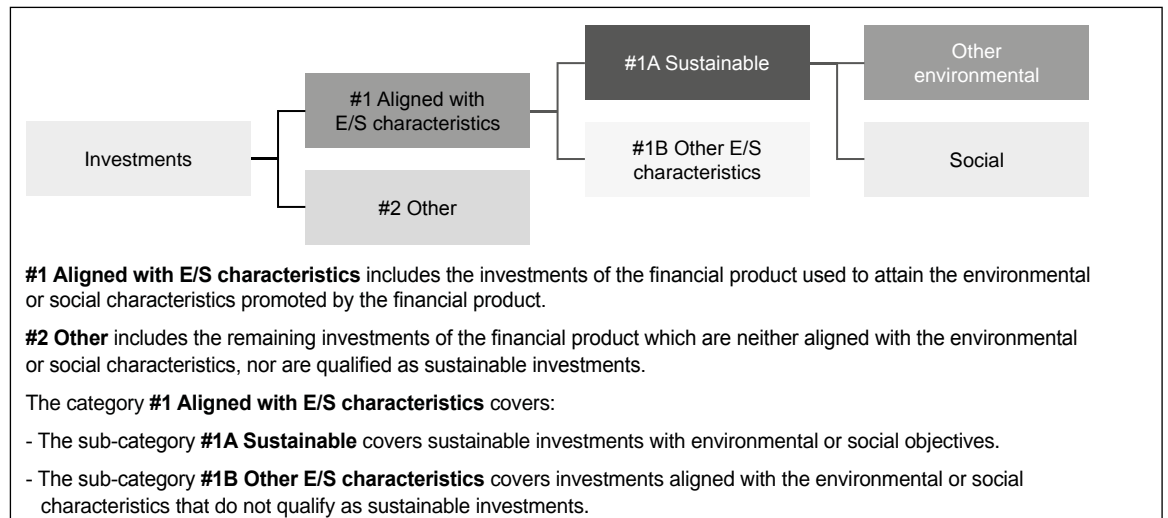 Investments
#1 Aligned with
E/S characteristics
#2 Other
#1A Sustainable
#1B Other E/S
characteristics
Other
environmental
Social
#1 Aligned with E/S characteristics includes the investments of the financial product used to attain the environmental
or social characteristics promoted by the financial product.
#2 Other includes the remaining investments of the financial product which are neither aligned with the environmental
or social characteristics, nor are qualified as sustainable investments.
The category #1 Aligned with E/S characteristics covers:
- The sub-category #1A Sustainable covers sustainable investments with environmental or social objectives.
- The sub-category #1B Other E/S characteristics covers investments aligned with the environmental or social
characteristics that do not qualify as sustainable investments.